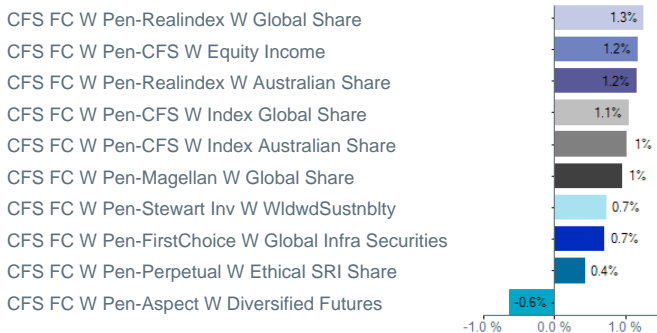 CFS FC W Pen-Realindex W Global Share 1.3%
CFS FC W Pen-CFS W Equity Income 1.2%
CFS FC W Pen-Realindex W Australian Share 1.2%
CFS FC W Pen-CFS W Index Global Share 1.1%
CFS FC W Pen-CFS W Index Australian Share 1%
CFS FC W Pen-Magellan W Global Share 1%
CFS FC W Pen-Stewart Inv W WldwdSustnblty 0.7%
CFS FC W Pen-FirstChoice W Global Infra Securities 0.7%
CFS FC W Pen-Perpetual W Ethical SRI Share 0.4%
CFS FC W Pen-Aspect W Diversified Futures -0.6%
-1.0 % 0.0 % 1.0 %